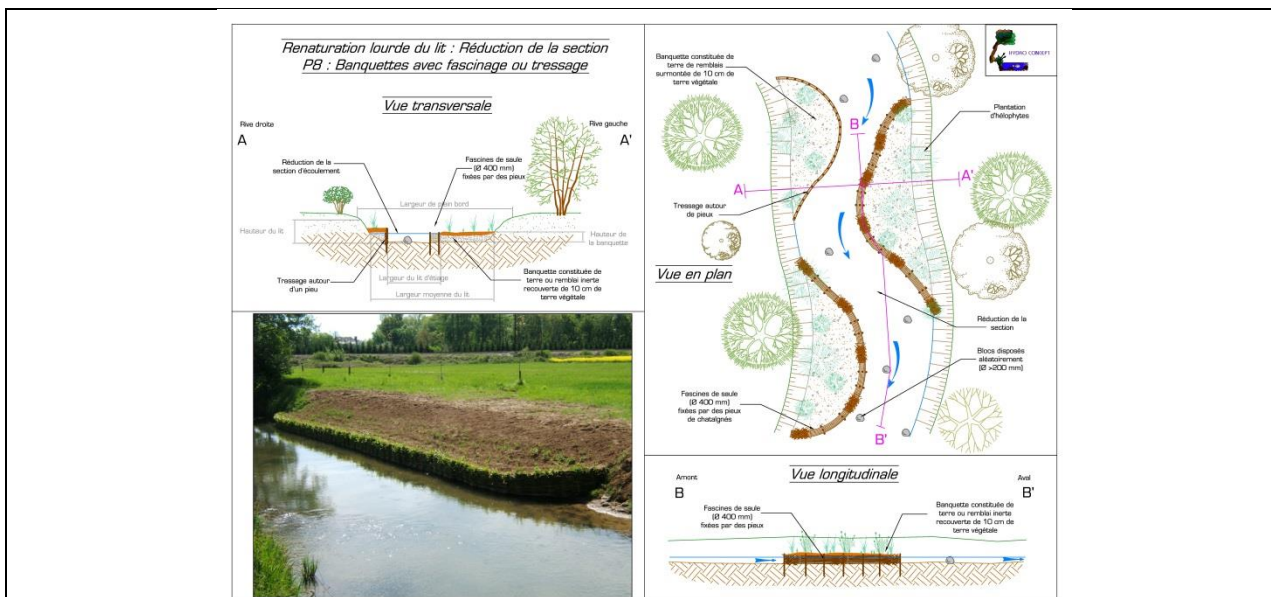 Renaturation lourde du lit : Réduction de la section
P8 : Banquettes avec fascinage ou tressage
Vue transversale
Rive droite
A
Rive gauche
A'
Réduction de la
section d'écoulement
Fascines de saule
(Ø 400 mm)
fixées par des pieux
Largeur de plein bord
Hauteur du lit
Hauteur de
la banquette
Tressage autour
d'un pieu
Largeur du lit d'étiage
Largeur moyenne du lit
Banquette constituée de
terre ou remblai inerte
recouverte de 10 cm de
terre végétale
Banquette constituée de
terre de remblais
surmontée de 10 cm de
terre végétale
HYDRO CONCEPT
Plantation
d'hélophytes
B
A
A'
Tressage autour
de pieux
Vue en plan
Réduction de la
section
Blocs disposés
aléatoirement
(Ø >200 mm)
Fascines de saule
(Ø 400 mm)
fixées par des pieux
de chataîgnés
B'
Vue longitudinale
Amont
B
Aval
B'
Fascines de saule
(Ø 400 mm)
fixées par des pieux
Banquette constituée de
terre ou remblai inerte
recouverte de 10 cm de
terre végétale